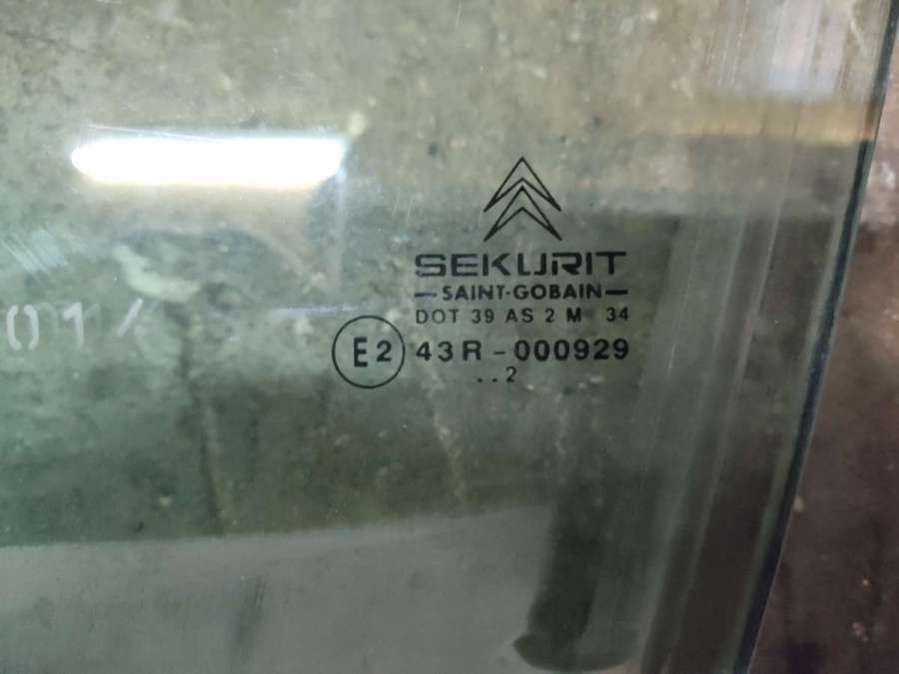 SEKURIT
SAINT-GOBAIN
DOT 39 AS 2 M 34
E2 43R - 000929
..2